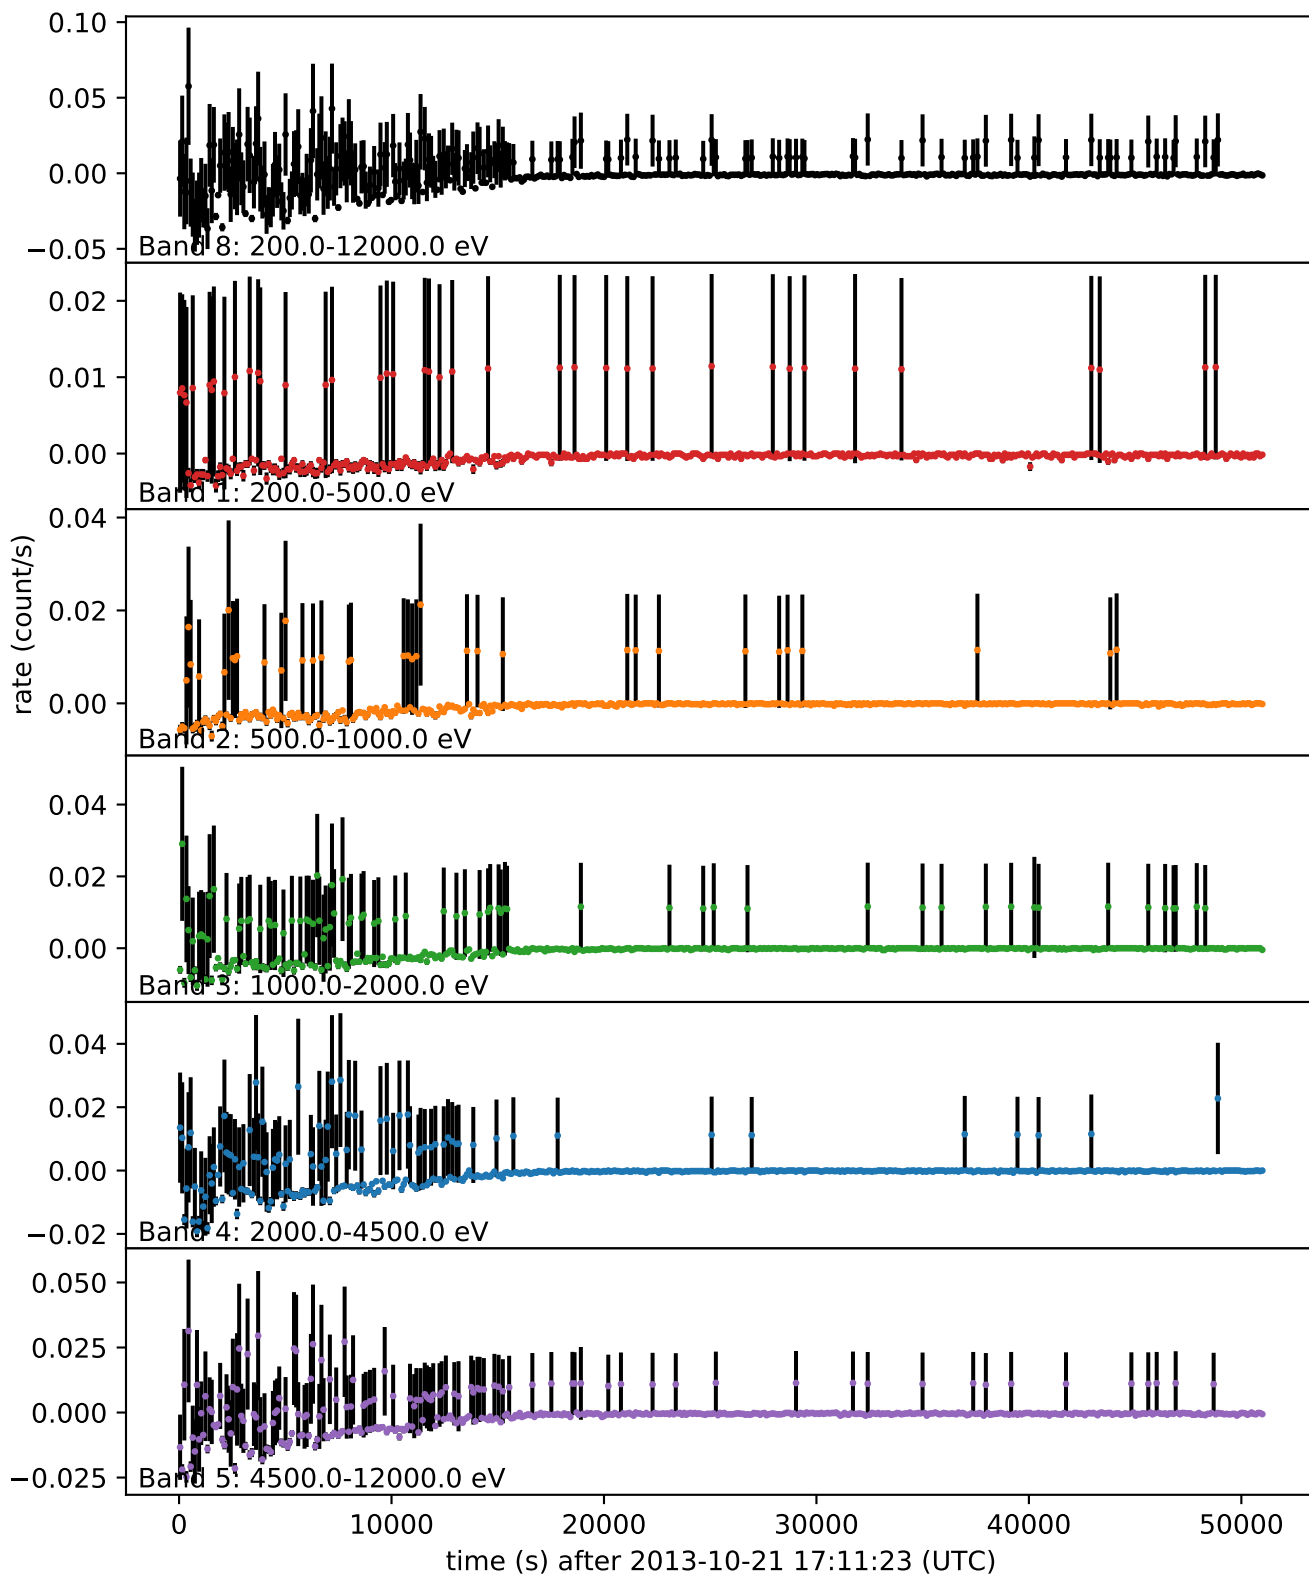 0.10
0.05
0.00
−0.05
Band 8: 200.0-12000.0 eV
0.02
0.01
0.00
Band 1: 200.0-500.0 eV
0.04
0.02
0.00
Band 2: 500.0-1000.0 eV
rate (count/s)
0.04
0.02
0.00
Band 3: 1000.0-2000.0 eV
0.04
0.02
0.00
−0.02
Band 4: 2000.0-4500.0 eV
0.050
0.025
0.000
−0.025
Band 5: 4500.0-12000.0 eV
0 10000 20000 30000 40000 50000
time (s) after 2013-10-21 17:11:23 (UTC)